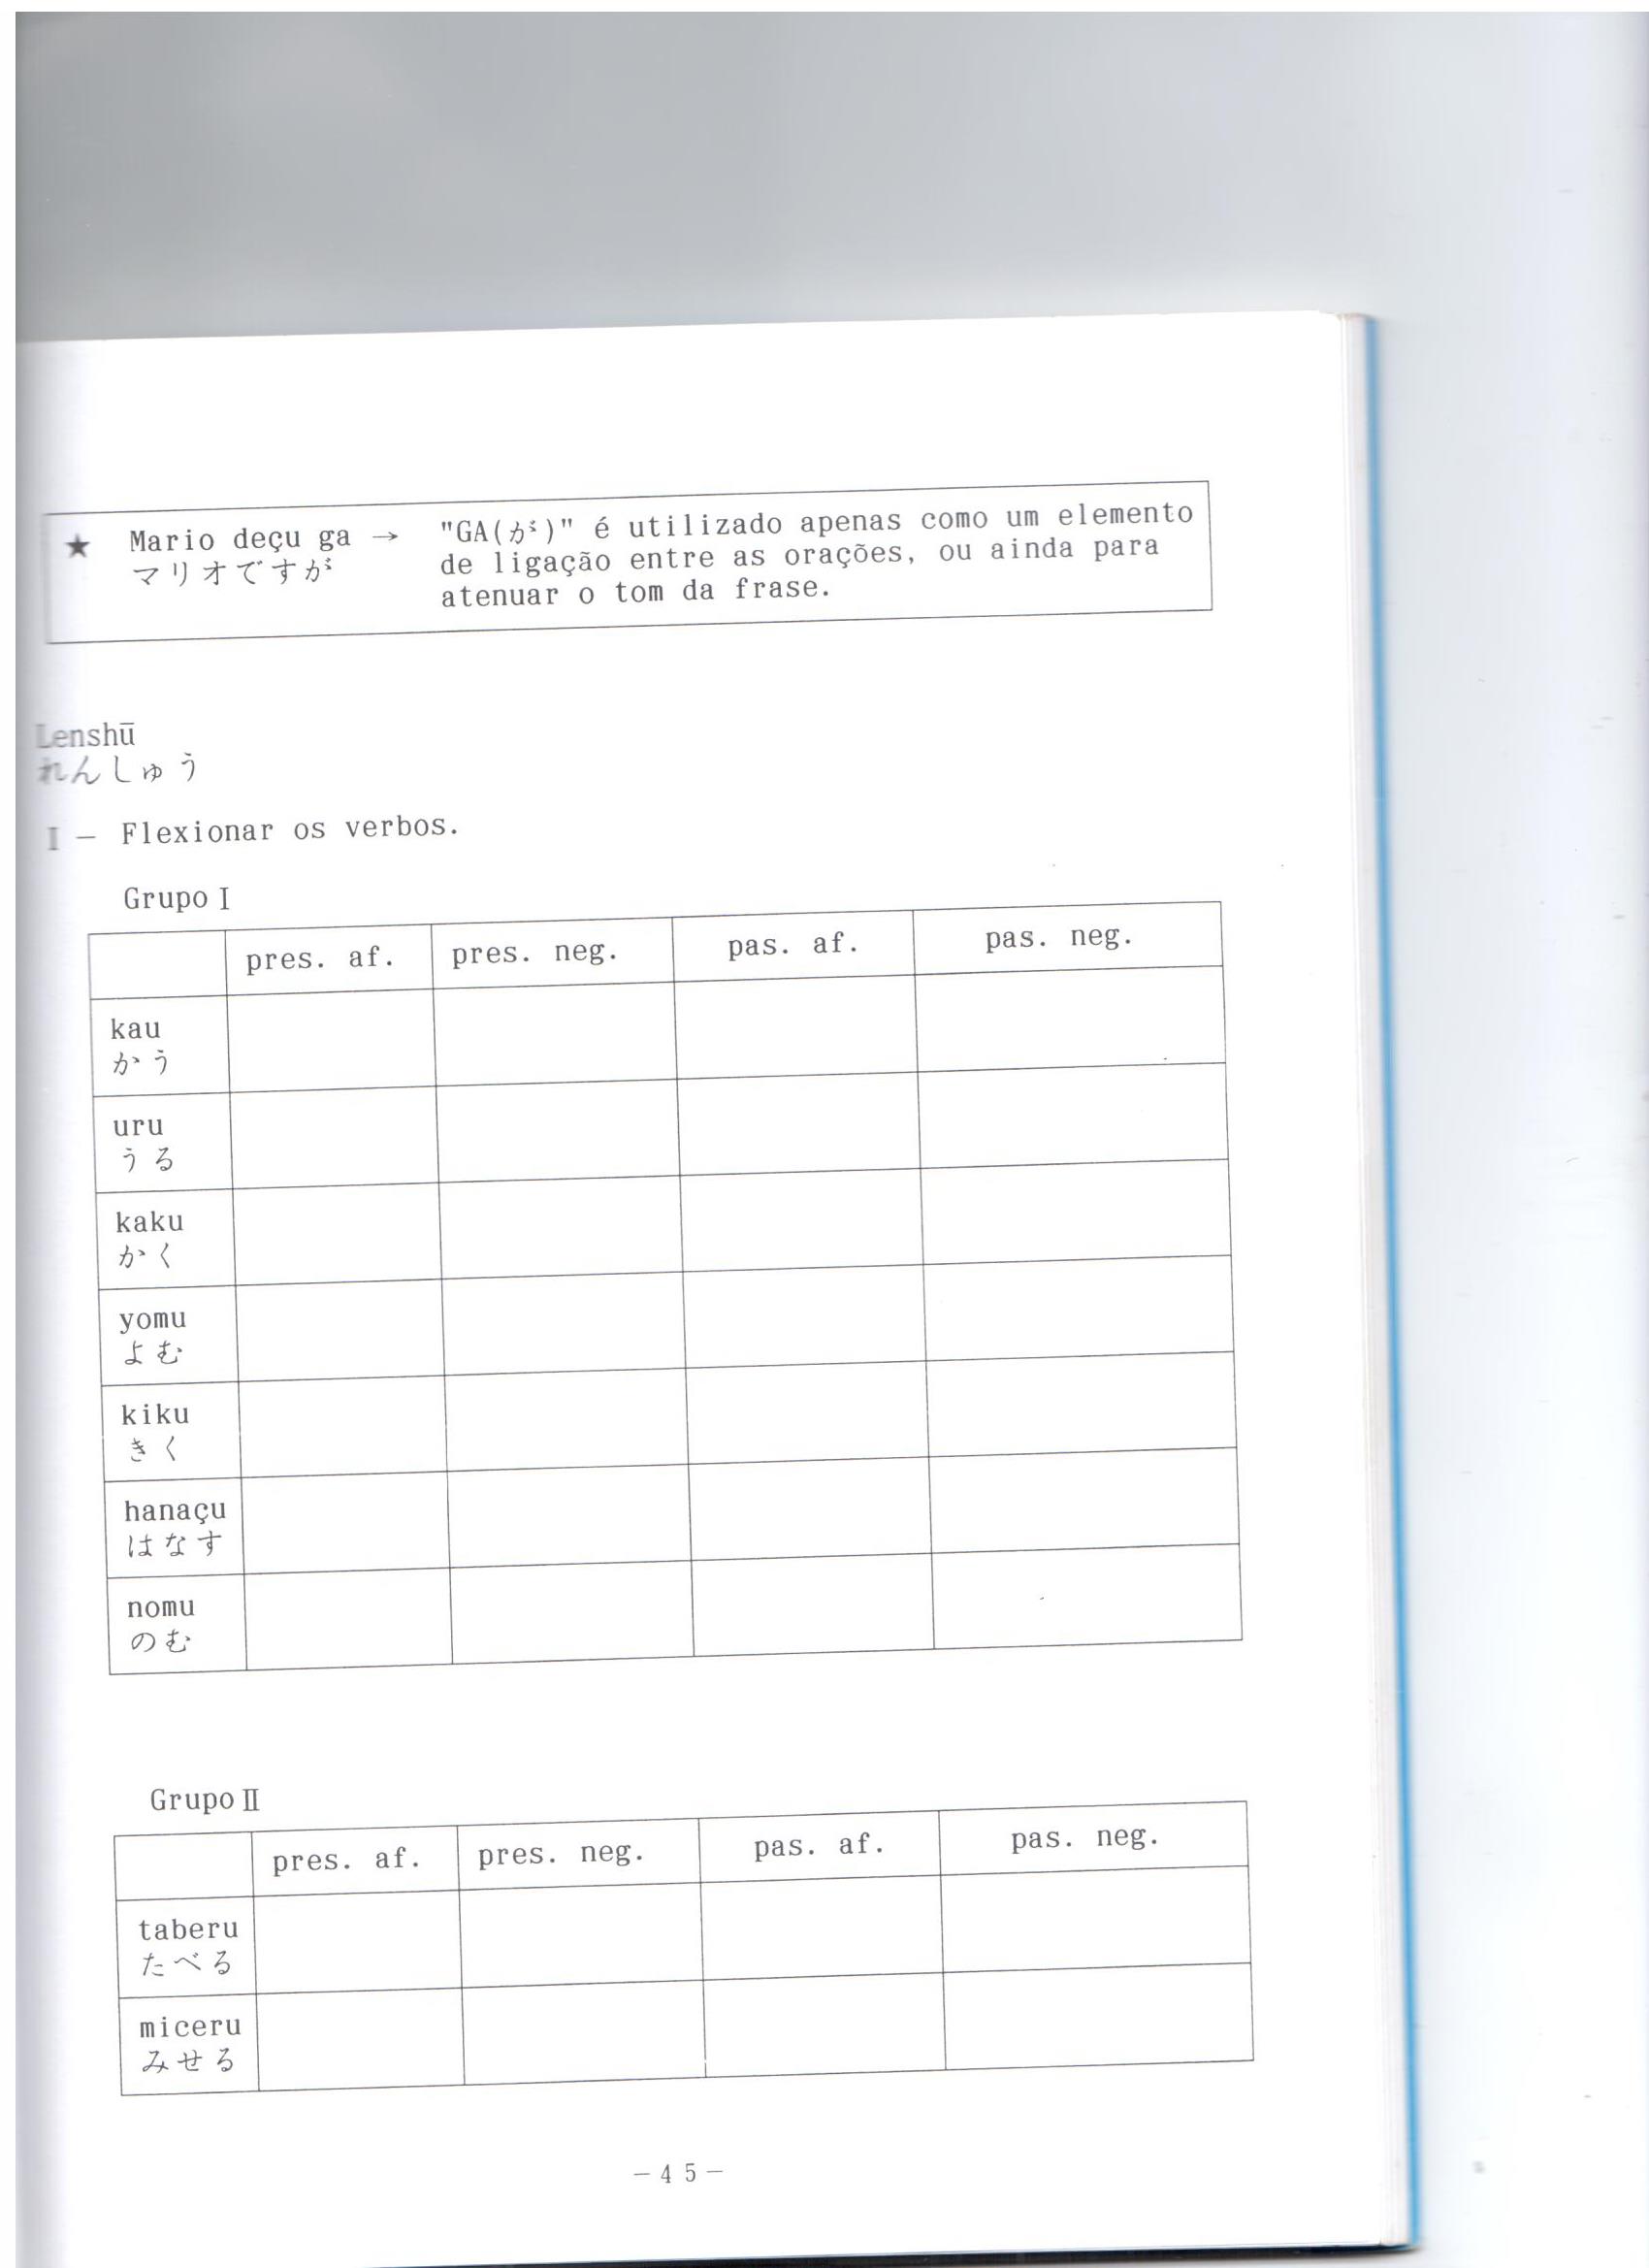 ★ Mario deçu ga → "GA(が)" é utilizado apenas como um elemento
マリオですが de ligação entre as orações, ou ainda para
atenuar o tom da frase.
Lenshū
れんしゅう
I － Flexionar os verbos.
Grupo I
pres. af. pres. neg. pas. af. pas. neg.
kau
かう
uru
うる
kaku
かく
yomu
よむ
kiku
きく
hanaçu
はなす
nomu
のむ
Grupo Ⅱ
pres. af. pres. neg. pas. af. pas. neg.
taberu
たべる
miceru
みせる
－45－